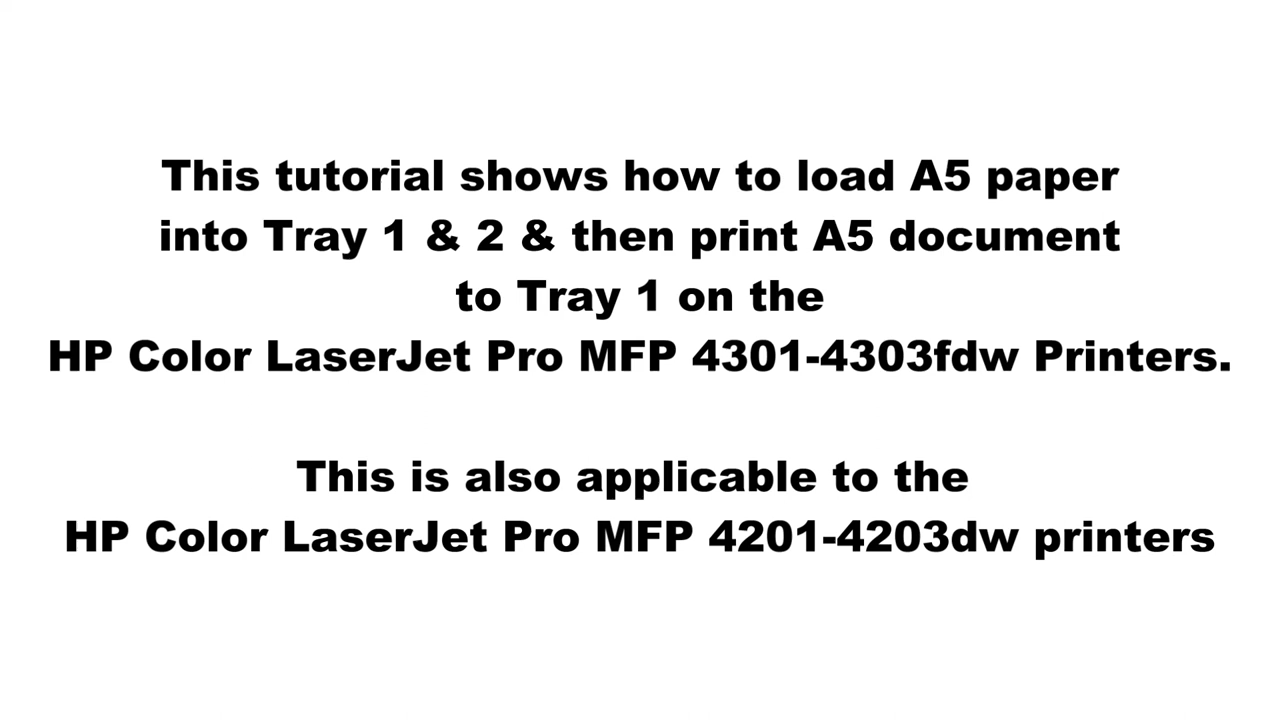 This tutorial shows how to load A5 paper
into Tray 1 & 2 & then print A5 document
to Tray 1 on the
HP Color LaserJet Pro MFP 4301-4303fdw Printers.
This is also applicable to the
HP Color LaserJet Pro MFP 4201-4203dw printers